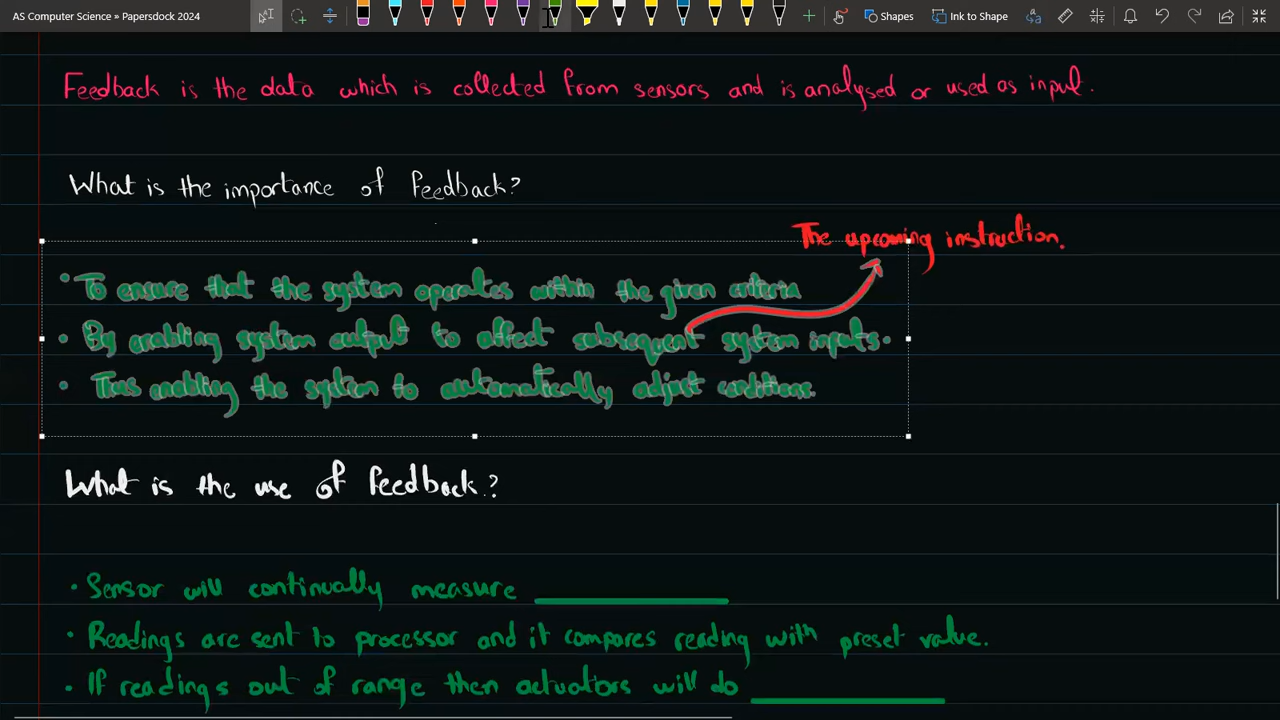 AS Computer Science » Papersdock 2024
Shapes
Ink to Shape
Feedback is the data which is collected from sensors and is analysed or used as input.
What is the importance of feedback?
The upcoming instruction.
• To ensure that the system operates within the given criteria
• By enabling system output to affect subsequent system inputs.
• Thus enabling the system to automatically adjust conditions.
What is the use of feedback?
• Sensor will continually measure
• Readings are sent to processor and it compares reading with preset value.
• If readings out of range then actuators will do